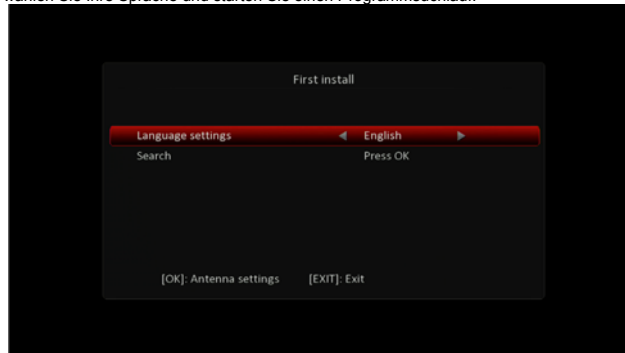 wählen Sie Ihre Sprache und starten Sie einen Programmsuchlauf.
First install
Language settings English
Search Press OK
[OK]: Antenna settings [EXIT]: Exit